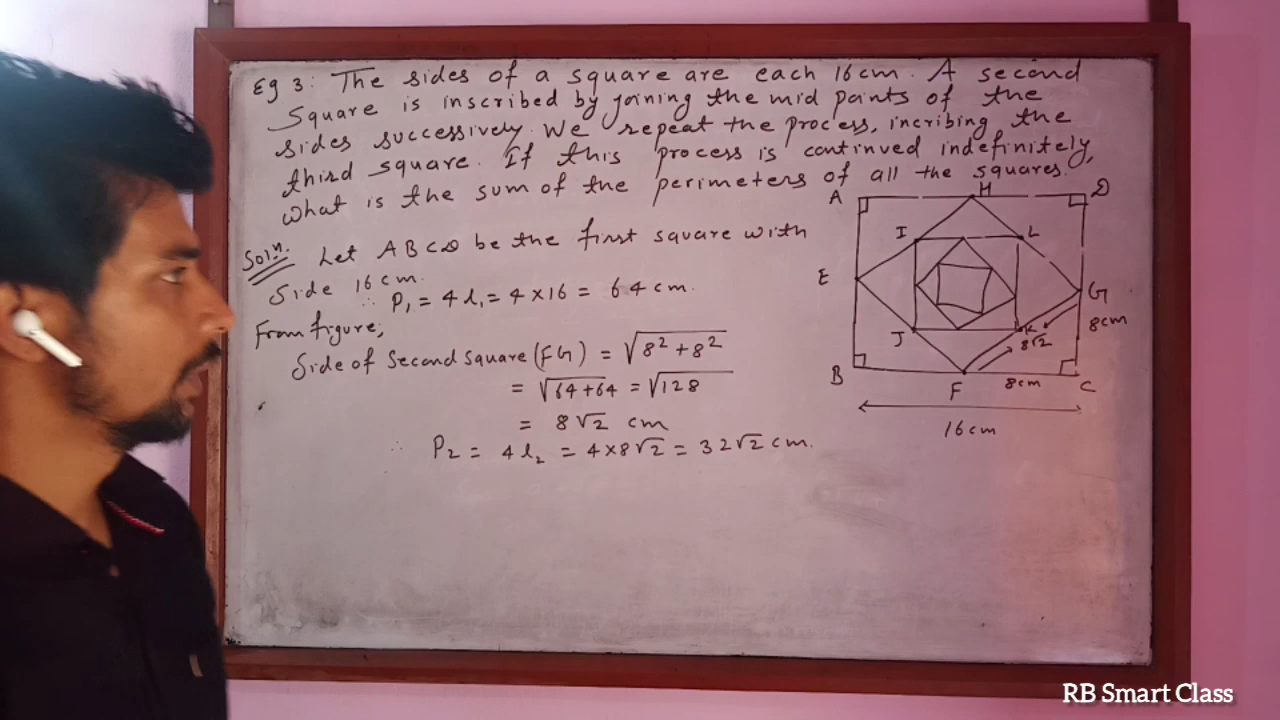 Eg 3: The sides of a square are each 16 cm. A second
Square is inscribed by joining the mid points of the
sides successively. We repeat the process, incribing the
third square. If this process is continued indefinitely,
what is the sum of the perimeters of all the squares.
Solⁿ. Let ABCD be the first square with
Side 16 cm.
∴ P₁ = 4l₁ = 4×16 = 64 cm.
From figure,
Side of Second Square (FG) = √8²+8²
= √64+64 = √128
= 8√2 cm
∴ P₂ = 4l₂ = 4×8√2 = 32√2 cm.
A H D
I L
E G
8cm
J K
8√2
B F 8cm C
16cm
RB Smart Class